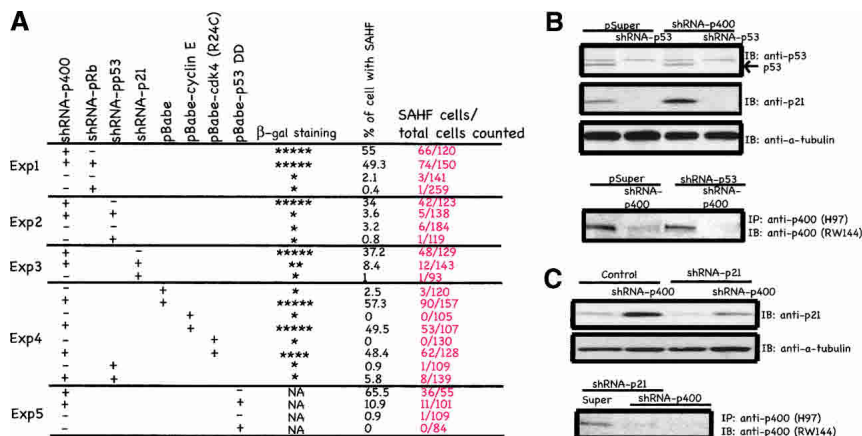 A
shRNA-p400
shRNA-pRb
shRNA-pp53
shRNA-p21
pBabe
pBabe-cyclin E
pBabe-cdk4 (R24C)
pBabe-p53 DD
β-gal staining
% of cell with SAHF
SAHF cells/
total cells counted
Exp1
+ − ***** 55 66/120
+ + ***** 49.3 74/150
− − * 2.1 3/141
− + * 0.4 1/259
Exp2
+ − ***** 34 42/123
+ + * 3.6 5/138
− − * 3.2 6/184
− + * 0.8 1/119
Exp3
+ − ***** 37.2 48/129
+ + ** 8.4 12/143
− + * 1 1/93
Exp4
− + * 2.5 3/120
+ + ***** 57.3 90/157
− + * 0 0/105
+ + ***** 49.5 53/107
− + * 0 0/130
+ + **** 48.4 62/128
− + * 0.9 1/109
+ + * 5.8 8/139
Exp5
+ − NA 65.5 36/55
+ + NA 10.9 11/101
− − NA 0.9 1/109
− + NA 0 0/84
B
pSuper shRNA-p400
shRNA-p53 shRNA-p53
IB: anti-p53
p53
IB: anti-p21
IB: anti-a-tubulin
pSuper shRNA-p53
shRNA- shRNA-
p400 p400
IP: anti-p400 (H97)
IB: anti-p400 (RW144)
C
Control shRNA-p21
shRNA-p400 shRNA-p400
IB: anti-p21
IB: anti-a-tubulin
shRNA-p21
Super shRNA-p400
IP: anti-p400 (H97)
IB: anti-p400 (RW144)